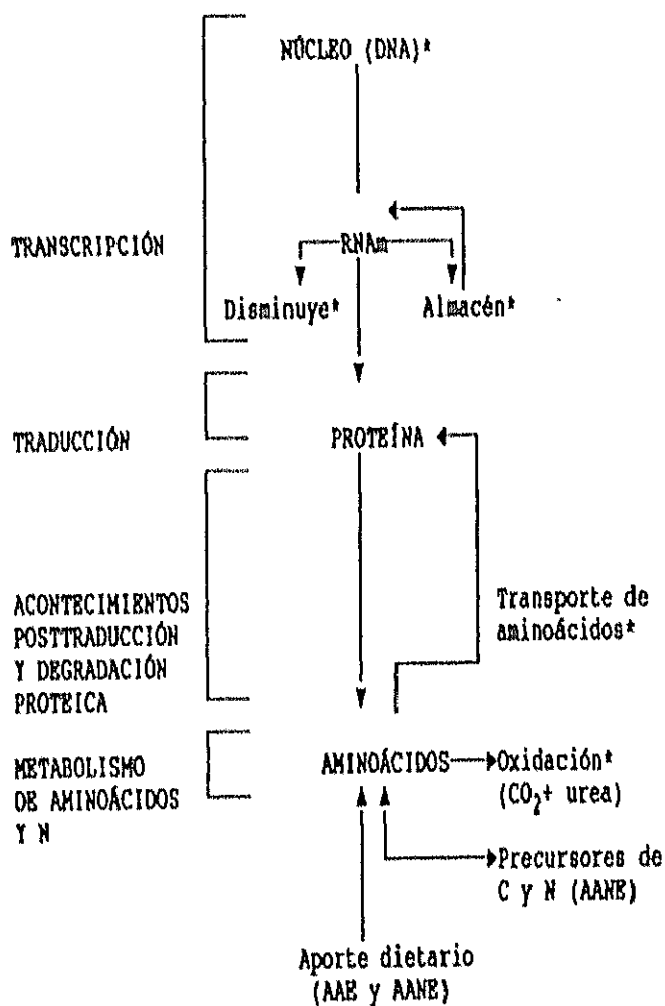 NÚCLEO (DNA)*
TRANSCRIPCIÓN
RNAm
Disminuye*
Almacén*
TRADUCCIÓN
PROTEÍNA
ACONTECIMIENTOS
POSTTRADUCCIÓN
Y DEGRADACIÓN
PROTEICA
Transporte de
aminoácidos*
METABOLISMO
DE AMINOÁCIDOS
Y N
AMINOÁCIDOS
Oxidación*
(CO₂+ urea)
Precursores de
C y N (AANE)
Aporte dietario
(AAE y AANE)